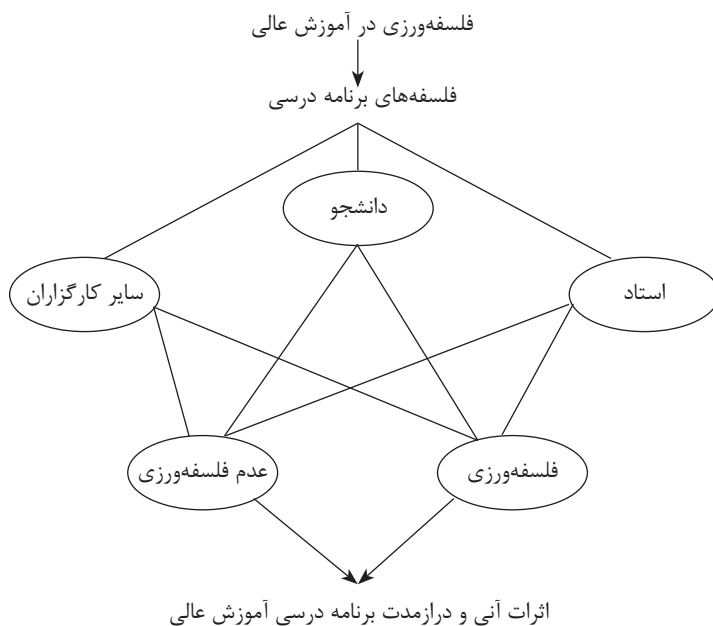 فلسفه‌ورزی در آموزش عالی
فلسفه‌های برنامه درسی
دانشجو
استاد
سایر کارگزاران
فلسفه‌ورزی
عدم فلسفه‌ورزی
اثرات آنی و درازمدت برنامه درسی آموزش عالی